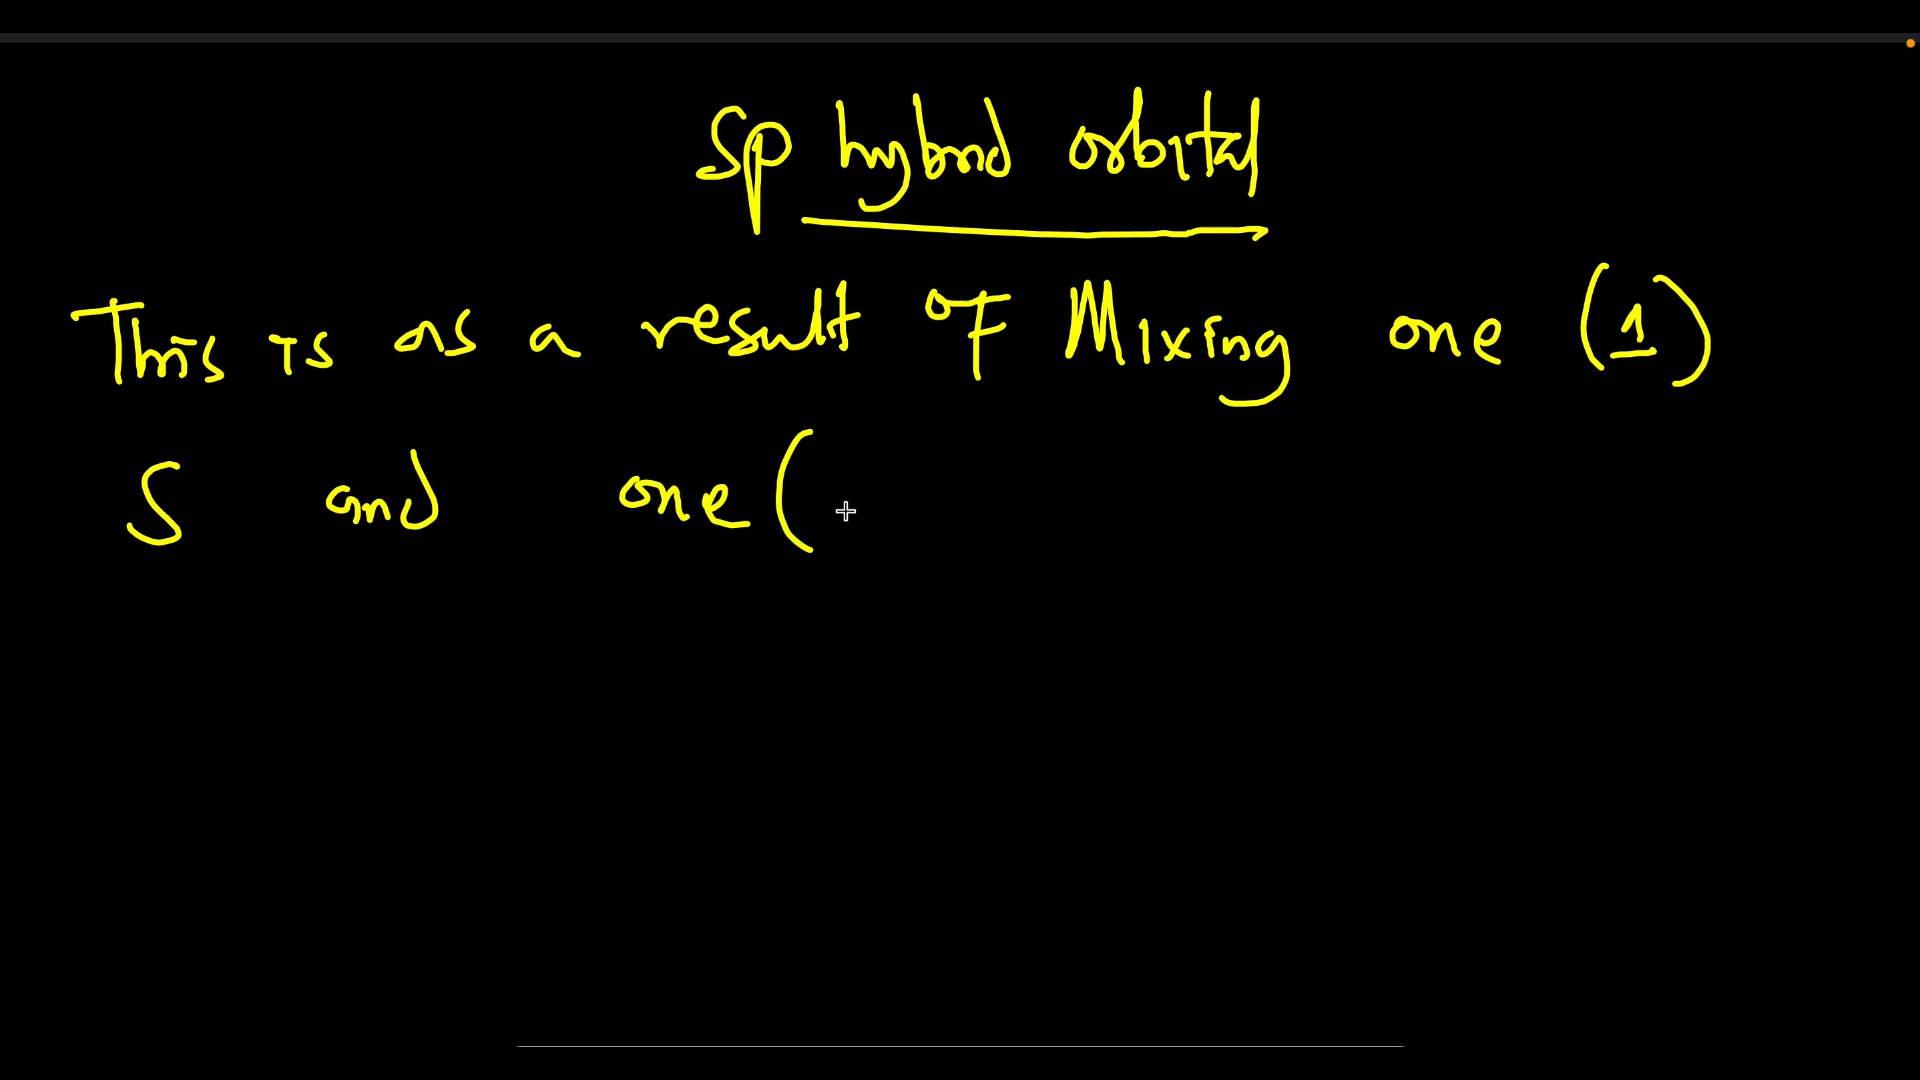 Sp hybrid orbital
This is as a result of Mixing one (1)
S and one (